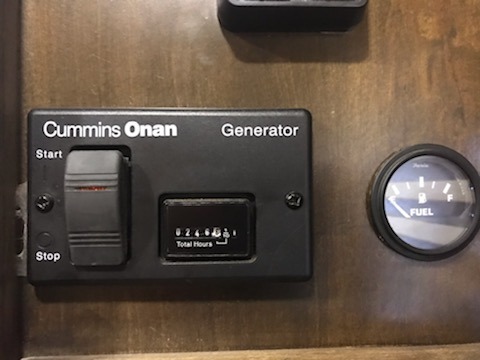 Cummins Onan
Generator
Start
Stop
Total Hours
F
FUEL